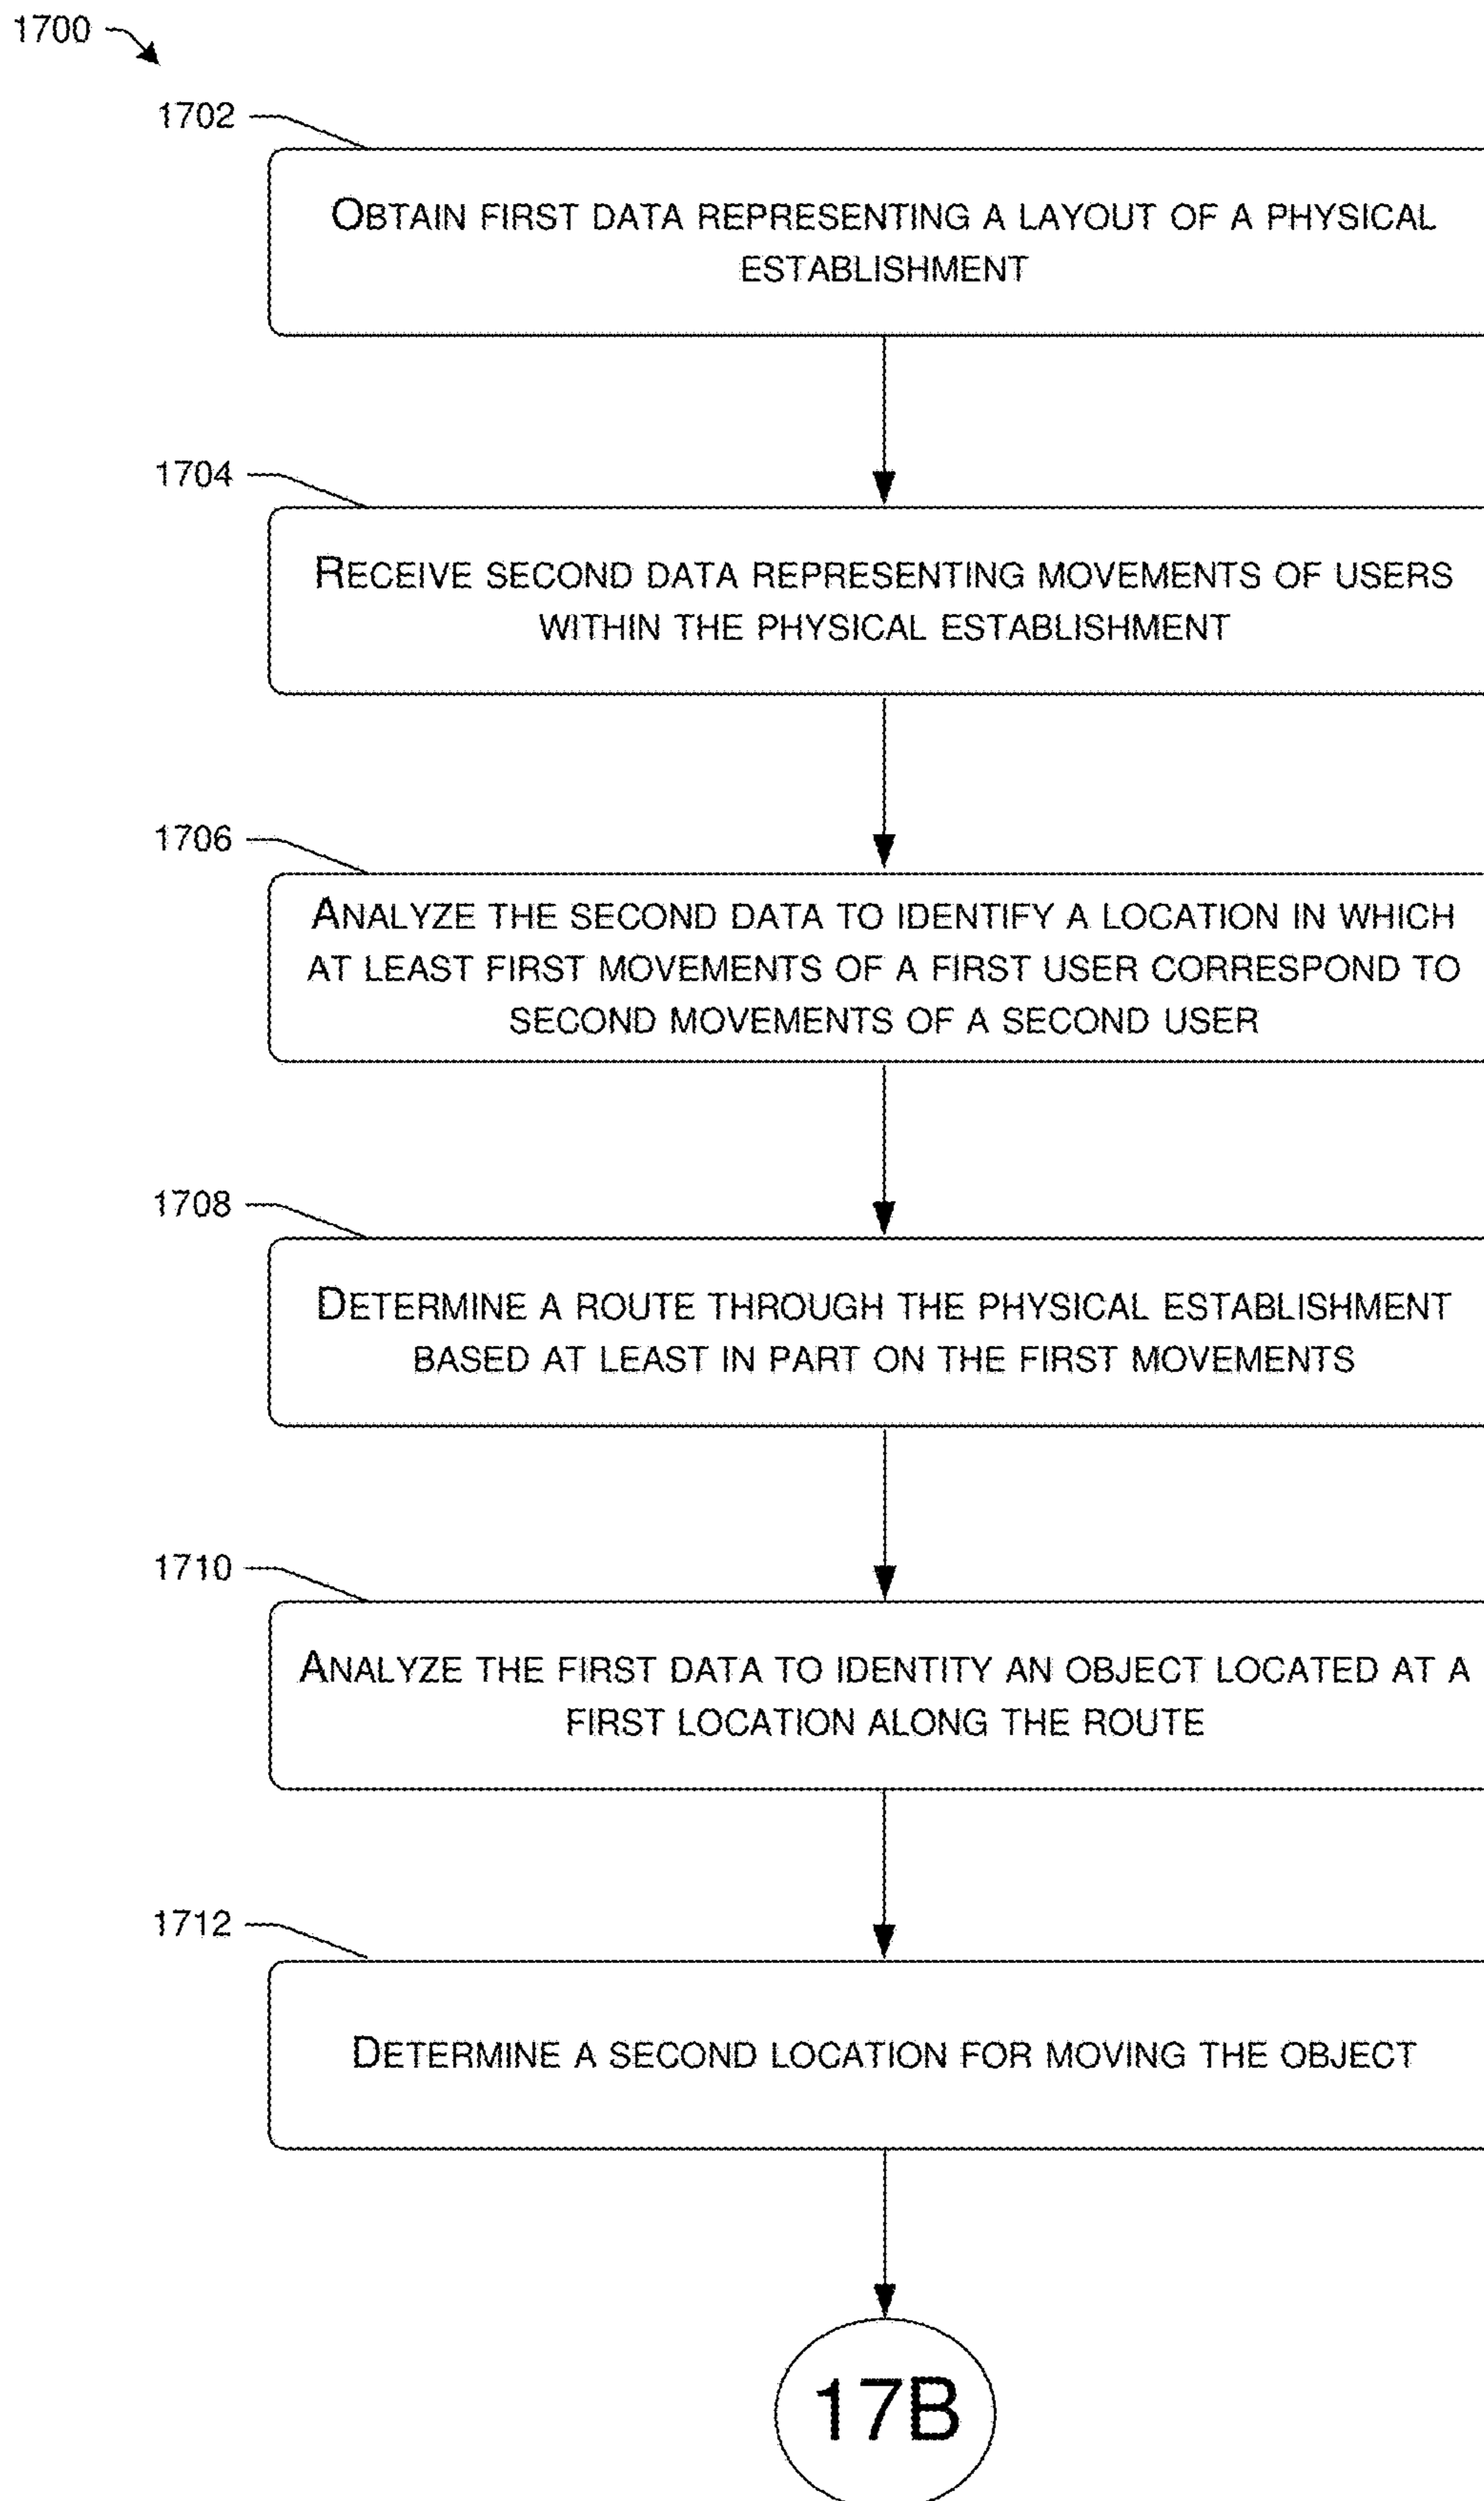 1700
1702
OBTAIN FIRST DATA REPRESENTING A LAYOUT OF A PHYSICAL
ESTABLISHMENT
1704
RECEIVE SECOND DATA REPRESENTING MOVEMENTS OF USERS
WITHIN THE PHYSICAL ESTABLISHMENT
1706
ANALYZE THE SECOND DATA TO IDENTIFY A LOCATION IN WHICH
AT LEAST FIRST MOVEMENTS OF A FIRST USER CORRESPOND TO
SECOND MOVEMENTS OF A SECOND USER
1708
DETERMINE A ROUTE THROUGH THE PHYSICAL ESTABLISHMENT
BASED AT LEAST IN PART ON THE FIRST MOVEMENTS
1710
ANALYZE THE FIRST DATA TO IDENTITY AN OBJECT LOCATED AT A
FIRST LOCATION ALONG THE ROUTE
1712
DETERMINE A SECOND LOCATION FOR MOVING THE OBJECT
17B